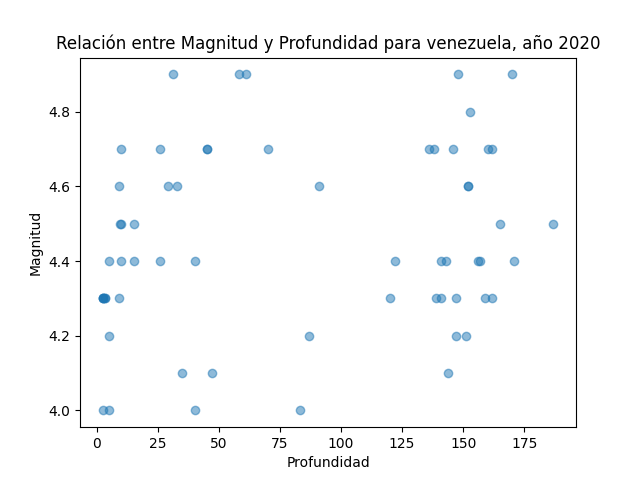 Relación entre Magnitud y Profundidad para venezuela, año 2020
4.8
4.6
4.4
4.2
4.0
Magnitud
0 25 50 75 100 125 150 175
Profundidad